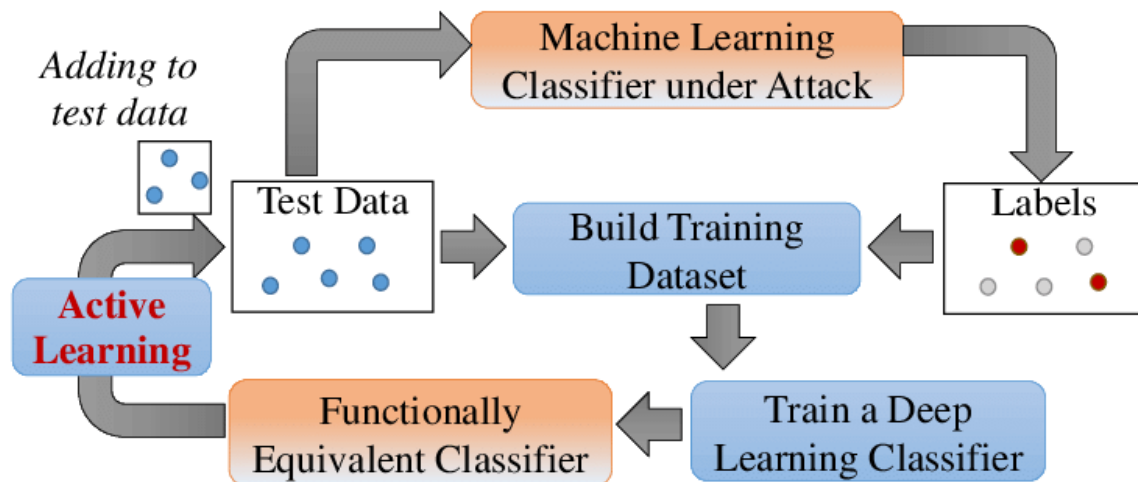 Machine Learning
Classifier under Attack
Adding to
test data
Test Data
Build Training
Dataset
Labels
Active
Learning
Functionally
Equivalent Classifier
Train a Deep
Learning Classifier